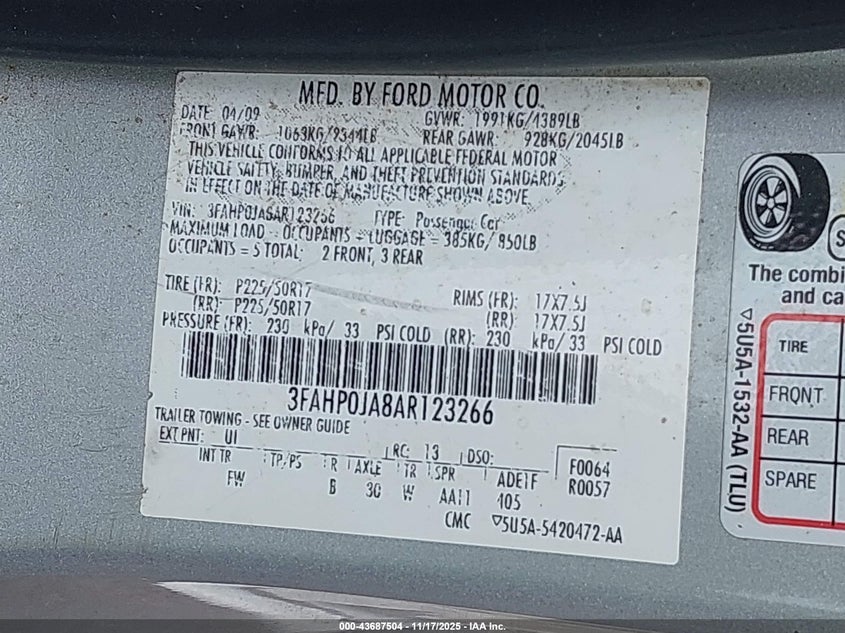 MFD. BY FORD MOTOR CO.
DATE: 04/09 GVWR: 1991KG/4389LB
FRONT GAWR: 1063KG/2344LB REAR GAWR: 928KG/2045LB
THIS VEHICLE CONFORMS TO ALL APPLICABLE FEDERAL MOTOR
VEHICLE SAFETY, BUMPER, AND THEFT PREVENTION STANDARDS
IN EFFECT ON THE DATE OF MANUFACTURE SHOWN ABOVE.
VIN: 3FAHP0JA8AR123266 TYPE: Passenger Car
MAXIMUM LOAD = OCCUPANTS + LUGGAGE = 385KG/ 850LB
OCCUPANTS = 5 TOTAL: 2 FRONT, 3 REAR
TIRE (FR): P225/50R17 RIMS (FR): 17X7.5J
(RR): P225/50R17 (RR): 17X7.5J
PRESSURE (FR): 230 kPa/ 33 PSI COLD (RR): 230 kPa/ 33 PSI COLD
3FAHP0JA8AR123266
TRAILER TOWING - SEE OWNER GUIDE
EXT PNT: UI RC: 13 DSO: F0064
INT TR TP/PS R AXLE TR SPR ADE1F R0057
FW B 30 W AA11 105
CMC ▽5U5A-5420472-AA
S
The combi
and ca
▽5U5A-1532-AA (TLU)
TIRE
FRONT
REAR
SPARE
000-43687504 - 11/17/2025 - IAA Inc.